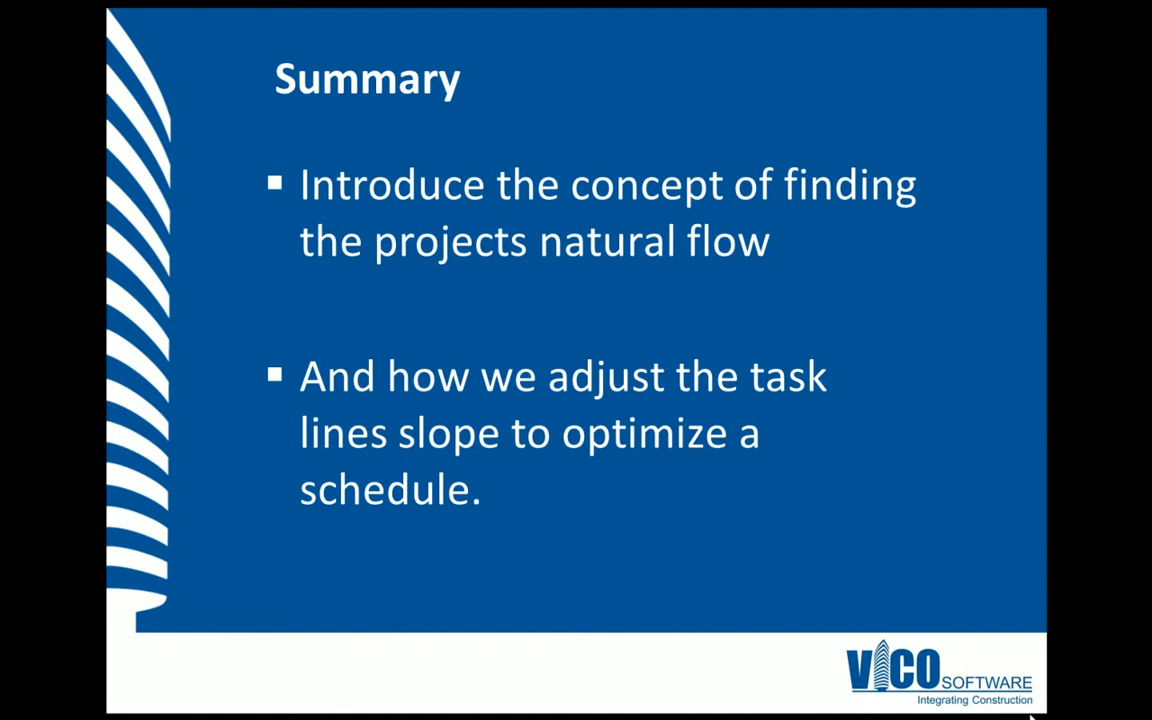 Summary
▪ Introduce the concept of finding
the projects natural flow
▪ And how we adjust the task
lines slope to optimize a
schedule.
VICO SOFTWARE
Integrating Construction